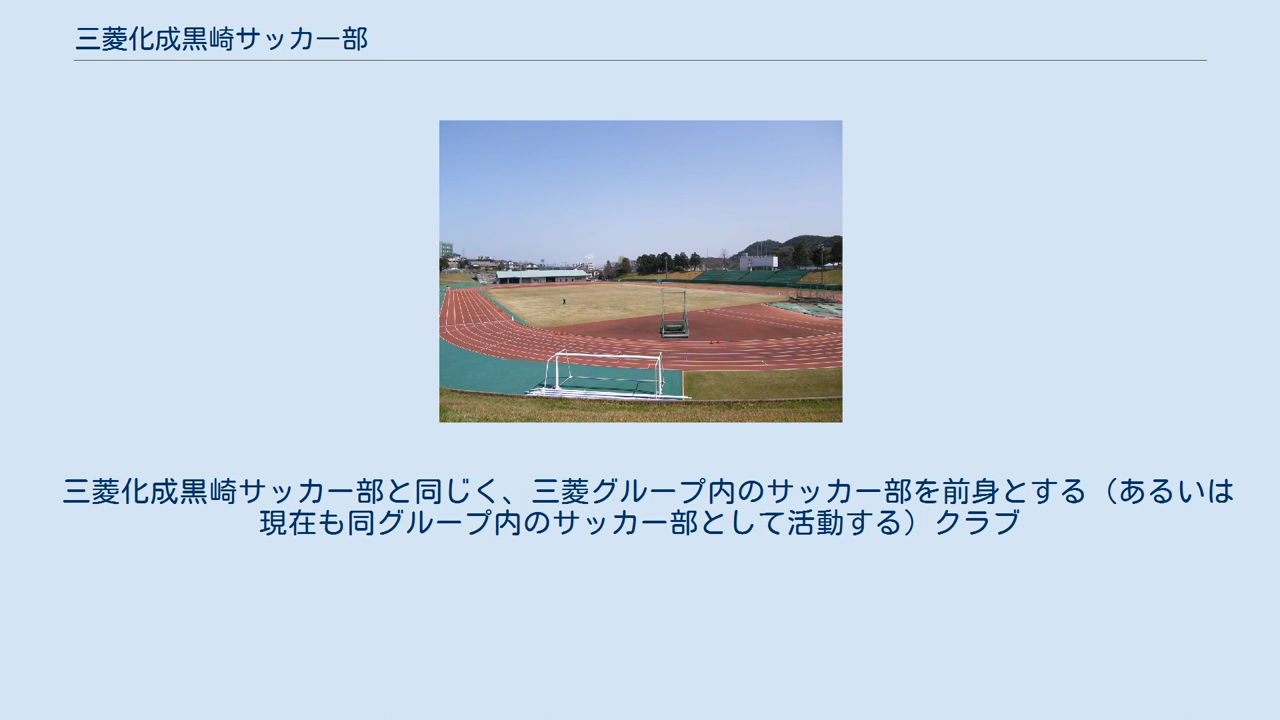 三菱化成黒崎サッカー部
三菱化成黒崎サッカー部と同じく、三菱グループ内のサッカー部を前身とする（あるいは
現在も同グループ内のサッカー部として活動する）クラブ